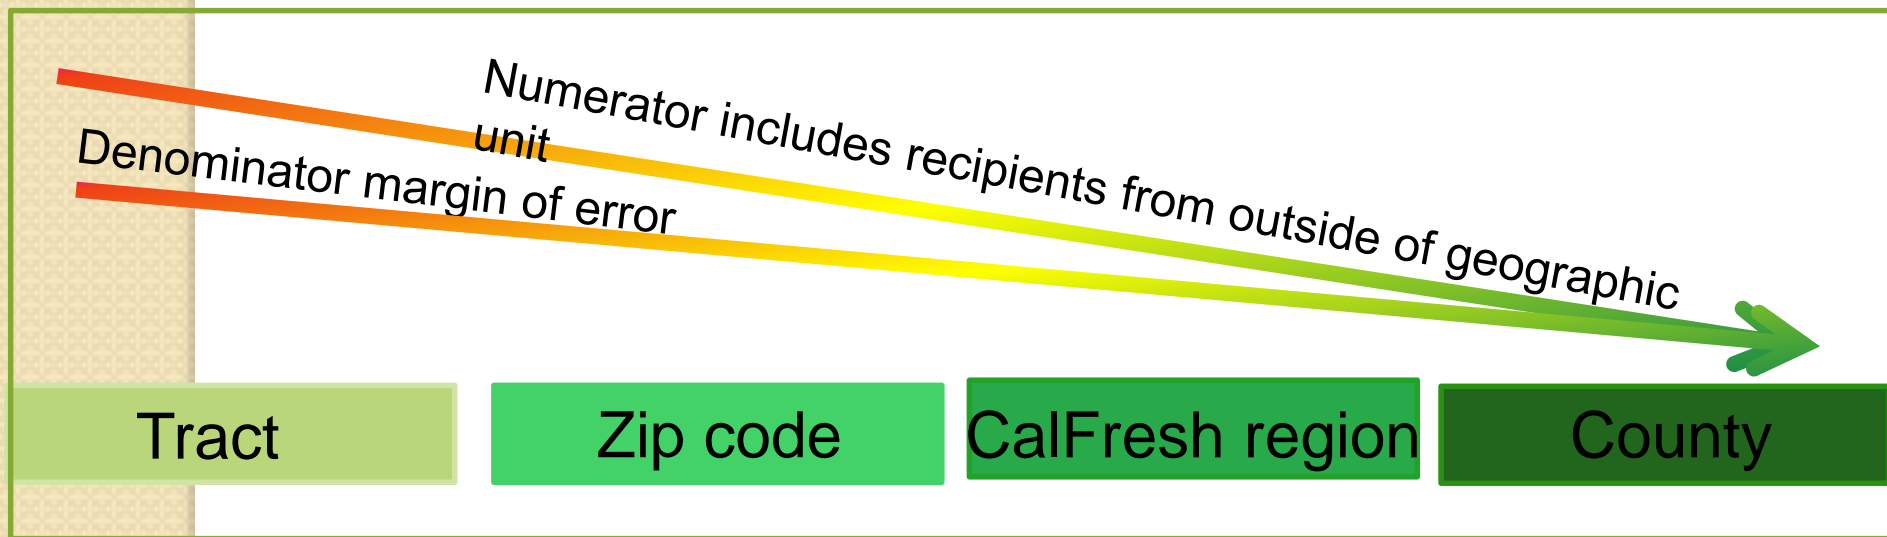 Numerator includes recipients from outside of geographic
unit
Denominator margin of error
Tract
Zip code
CalFresh region
County